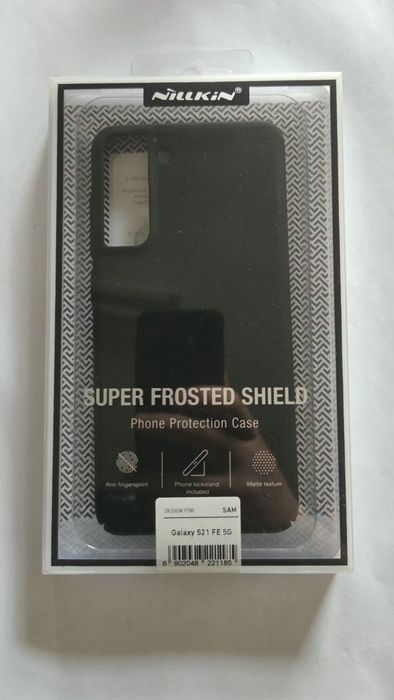 NILLKIN®
SUPER FROSTED SHIELD
Phone Protection Case
Anti-fingerprint
Phone kickstand
included
Matte texture
DESIGN FOR
SAM
Galaxy S21 FE 5G
6 902048 221185